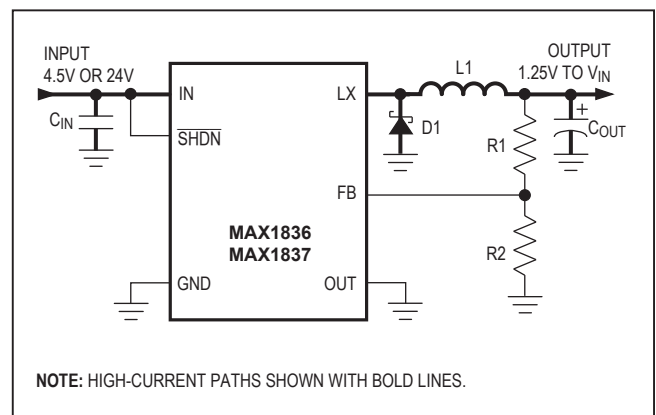 INPUT
4.5V OR 24V
OUTPUT
1.25V TO VIN
L1
IN
LX
CIN
SHDN
D1
+
COUT
R1
FB
MAX1836
MAX1837
R2
GND
OUT
NOTE: HIGH-CURRENT PATHS SHOWN WITH BOLD LINES.